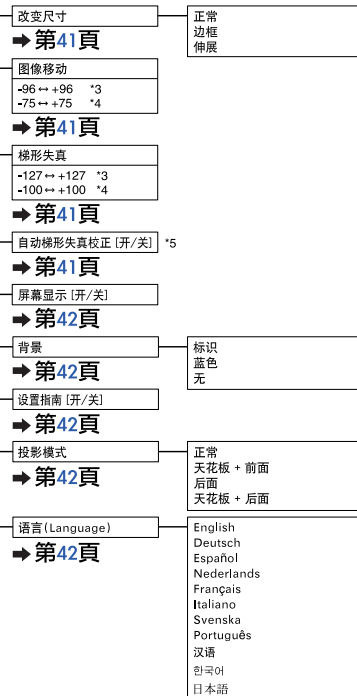 改变尺寸
正常
边框
伸展
➡ 第41頁
图像移动
-96 ↔ +96 *3
-75 ↔ +75 *4
➡ 第41頁
梯形失真
-127 ↔ +127 *3
-100 ↔ +100 *4
➡ 第41頁
自动梯形失真校正 [开/关] *5
➡ 第41頁
屏幕显示 [开/关]
➡ 第42頁
背景
标识
蓝色
无
➡ 第42頁
设置指南 [开/关]
➡ 第42頁
投影模式
正常
天花板 + 前面
后面
天花板 + 后面
➡ 第42頁
语言(Language)
➡ 第42頁
English
Deutsch
Español
Nederlands
Français
Italiano
Svenska
Português
汉语
한국어
日本語